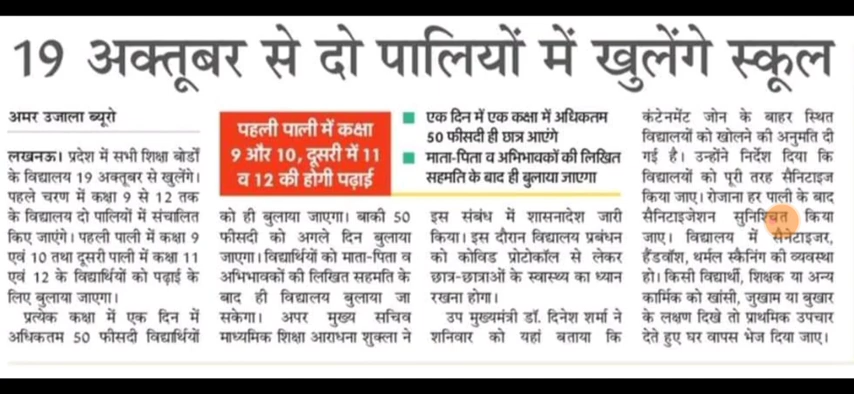 19 अक्तूबर से दो पालियों में खुलेंगे स्कूल
अमर उजाला ब्यूरो
लखनऊ। प्रदेश में सभी शिक्षा बोर्डों
के विद्यालय 19 अक्तूबर से खुलेंगे।
पहले चरण में कक्षा 9 से 12 तक
के विद्यालय दो पालियों में संचालित
किए जाएंगे। पहली पाली में कक्षा 9
एवं 10 तथा दूसरी पाली में कक्षा 11
एवं 12 के विद्यार्थियों को पढ़ाई के
लिए बुलाया जाएगा।
प्रत्येक कक्षा में एक दिन में
अधिकतम 50 फीसदी विद्यार्थियों
पहली पाली में कक्षा
9 और 10, दूसरी में 11
व 12 की होगी पढ़ाई
एक दिन में एक कक्षा में अधिकतम
50 फीसदी ही छात्र आएंगे
माता-पिता व अभिभावकों की लिखित
सहमति के बाद ही बुलाया जाएगा
को ही बुलाया जाएगा। बाकी 50
फीसदी को अगले दिन बुलाया
जाएगा। विद्यार्थियों को माता-पिता व
अभिभावकों की लिखित सहमति के
बाद ही विद्यालय बुलाया जा
सकेगा। अपर मुख्य सचिव
माध्यमिक शिक्षा आराधना शुक्ला ने
इस संबंध में शासनादेश जारी
किया। इस दौरान विद्यालय प्रबंधन
को कोविड प्रोटोकॉल से लेकर
छात्र-छात्राओं के स्वास्थ्य का ध्यान
रखना होगा।
उप मुख्यमंत्री डॉ. दिनेश शर्मा ने
शनिवार को यहां बताया कि
कंटेनमेंट जोन के बाहर स्थित
विद्यालयों को खोलने की अनुमति दी
गई है। उन्होंने निर्देश दिया कि
विद्यालयों को पूरी तरह सैनिटाइज
किया जाए। रोजाना हर पाली के बाद
सैनिटाइजेशन सुनिश्चित किया
जाए। विद्यालय में सैनेटाइजर,
हैंडवॉश, थर्मल स्कैनिंग की व्यवस्था
हो। किसी विद्यार्थी, शिक्षक या अन्य
कार्मिक को खांसी, जुखाम या बुखार
के लक्षण दिखे तो प्राथमिक उपचार
देते हुए घर वापस भेज दिया जाए।